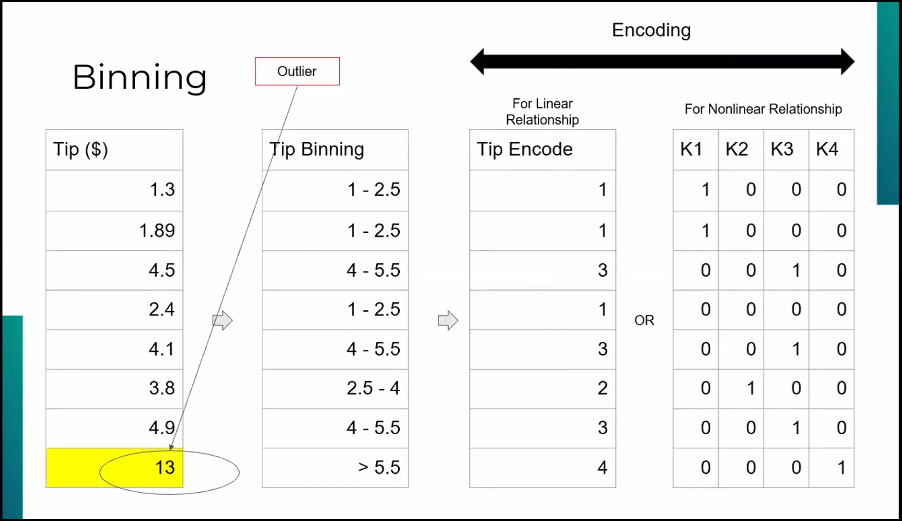 Encoding
Binning
Outlier
For Linear
Relationship
For Nonlinear Relationship
Tip ($) Tip Binning Tip Encode K1 K2 K3 K4
1.3 1 - 2.5 1 1 0 0 0
1.89 1 - 2.5 1 1 0 0 0
4.5 4 - 5.5 3 0 0 1 0
2.4 1 - 2.5 1 0 0 0 0
OR
4.1 4 - 5.5 3 0 0 1 0
3.8 2.5 - 4 2 0 1 0 0
4.9 4 - 5.5 3 0 0 1 0
13 > 5.5 4 0 0 0 1